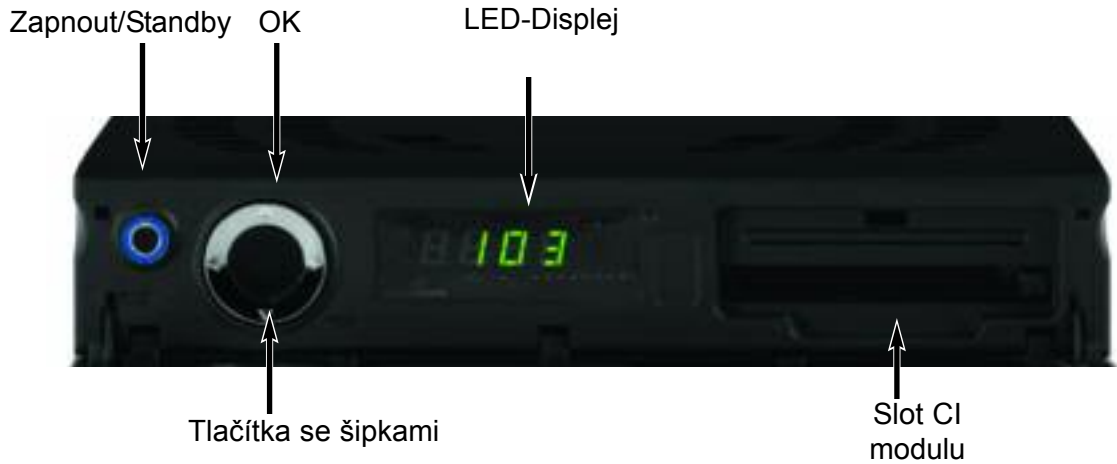 Zapnout/Standby OK LED-Displej
103
Tlačítka se šipkami
Slot CI
modulu